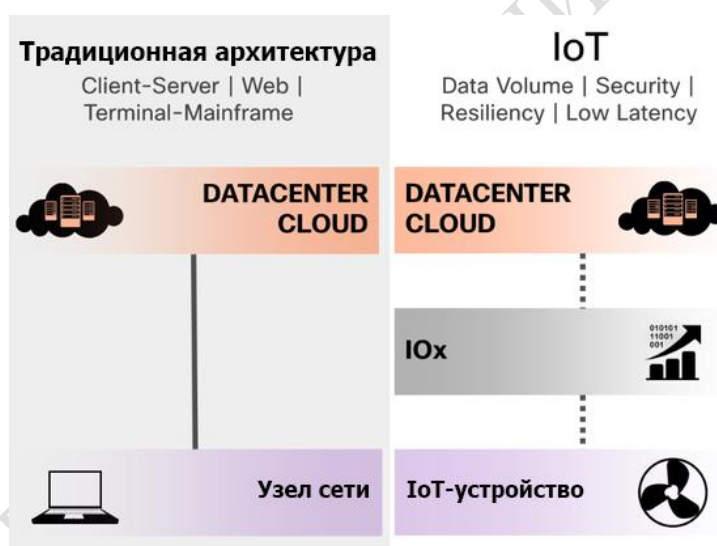 Традиционная архитектура
Client-Server | Web |
Terminal-Mainframe
DATACENTER
CLOUD
Узел сети
IoT
Data Volume | Security |
Resiliency | Low Latency
DATACENTER
CLOUD
IOx
010101
11001
001
IoT-устройство